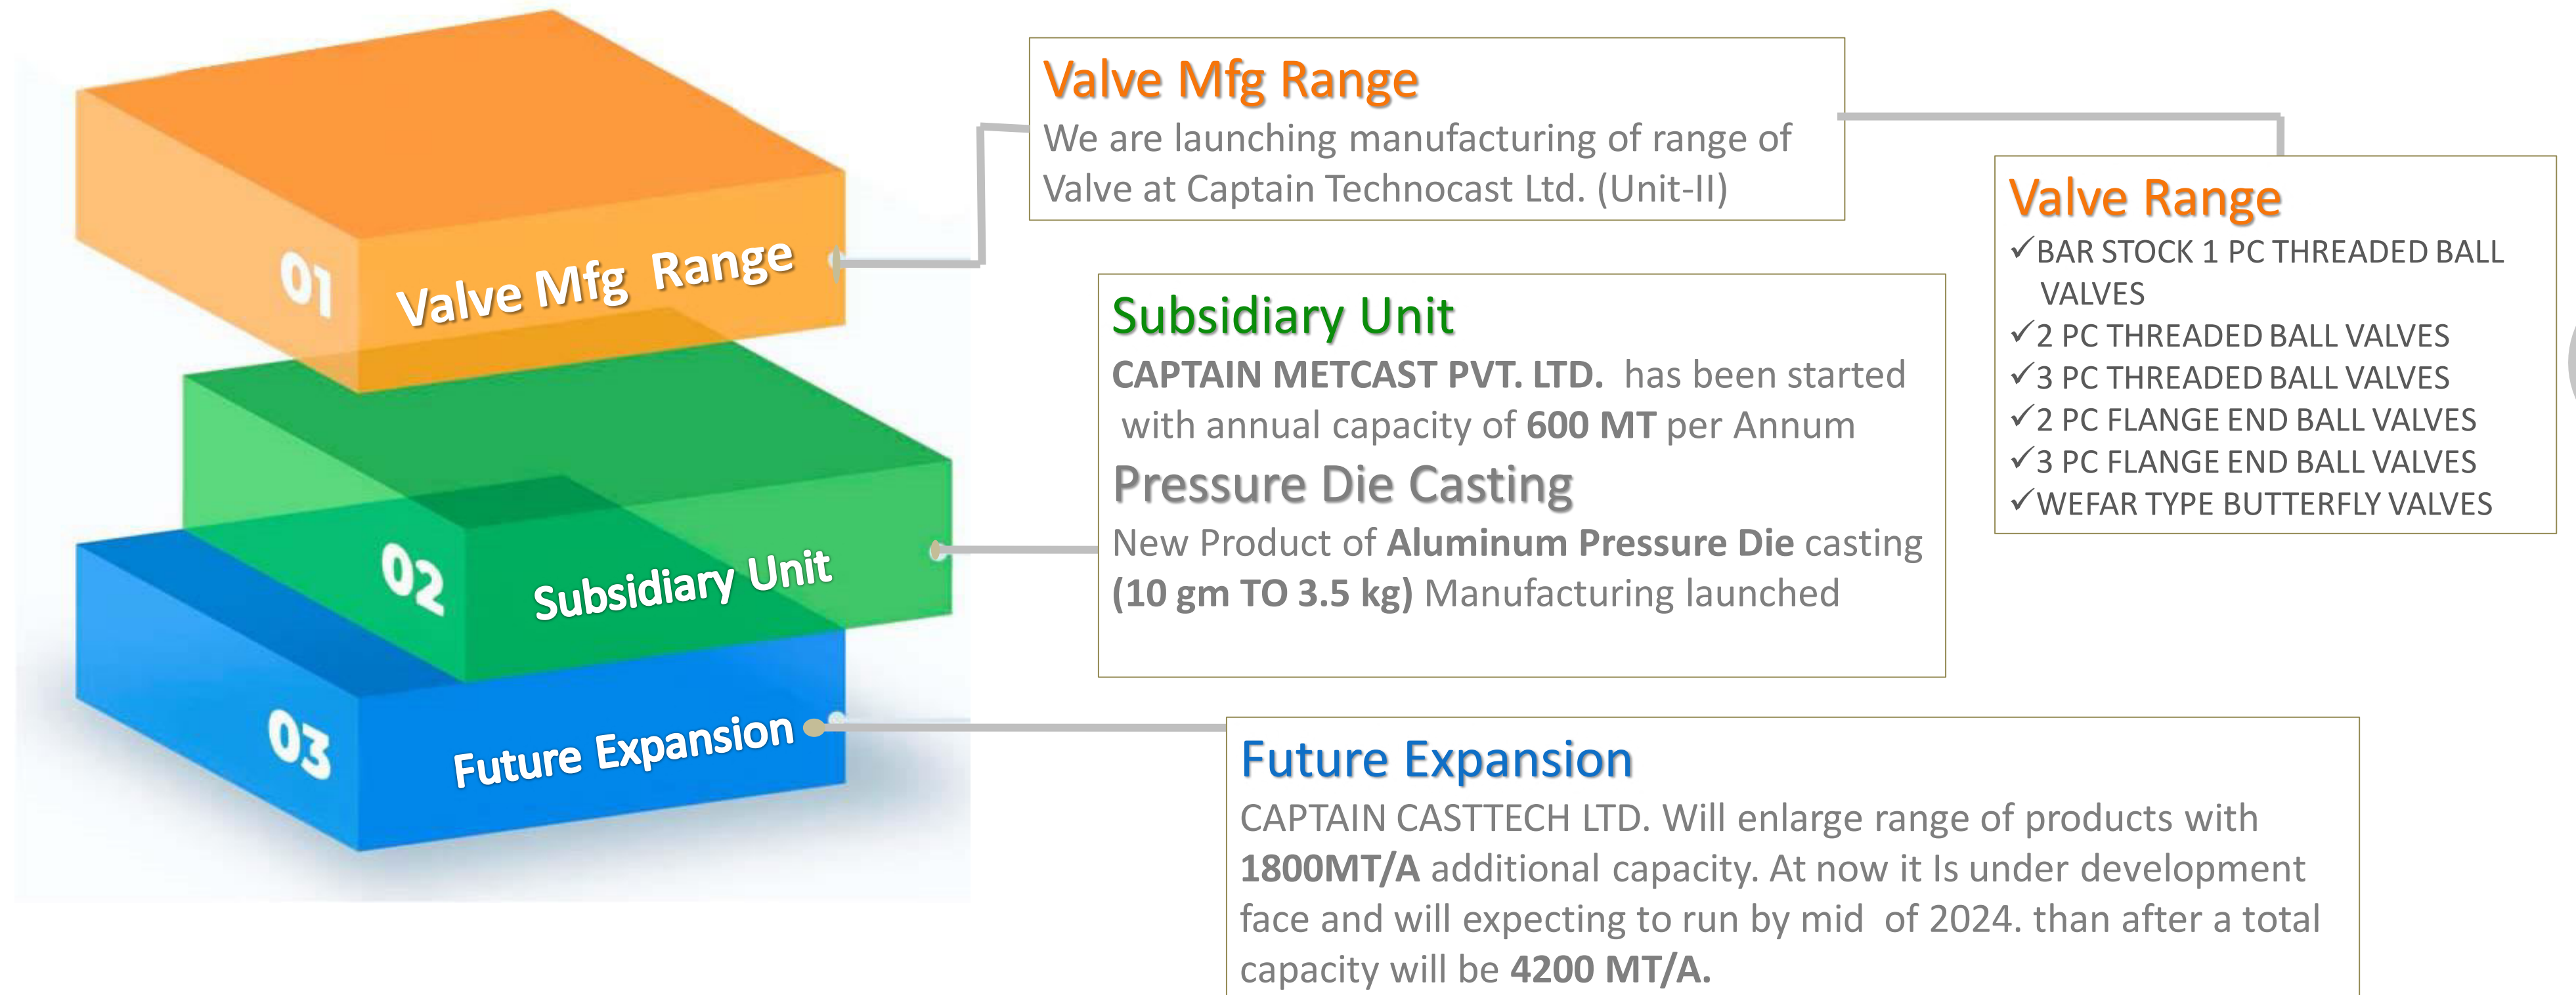 01
Valve Mfg Range
02
Subsidiary Unit
03
Future Expansion
Valve Mfg Range
We are launching manufacturing of range of
Valve at Captain Technocast Ltd. (Unit-II)
Valve Range
✓BAR STOCK 1 PC THREADED BALL
VALVES
✓2 PC THREADED BALL VALVES
✓3 PC THREADED BALL VALVES
✓2 PC FLANGE END BALL VALVES
✓3 PC FLANGE END BALL VALVES
✓WEFAR TYPE BUTTERFLY VALVES
Subsidiary Unit
CAPTAIN METCAST PVT. LTD. has been started
with annual capacity of 600 MT per Annum
Pressure Die Casting
New Product of Aluminum Pressure Die casting
(10 gm TO 3.5 kg) Manufacturing launched
Future Expansion
CAPTAIN CASTTECH LTD. Will enlarge range of products with
1800MT/A additional capacity. At now it Is under development
face and will expecting to run by mid of 2024. than after a total
capacity will be 4200 MT/A.